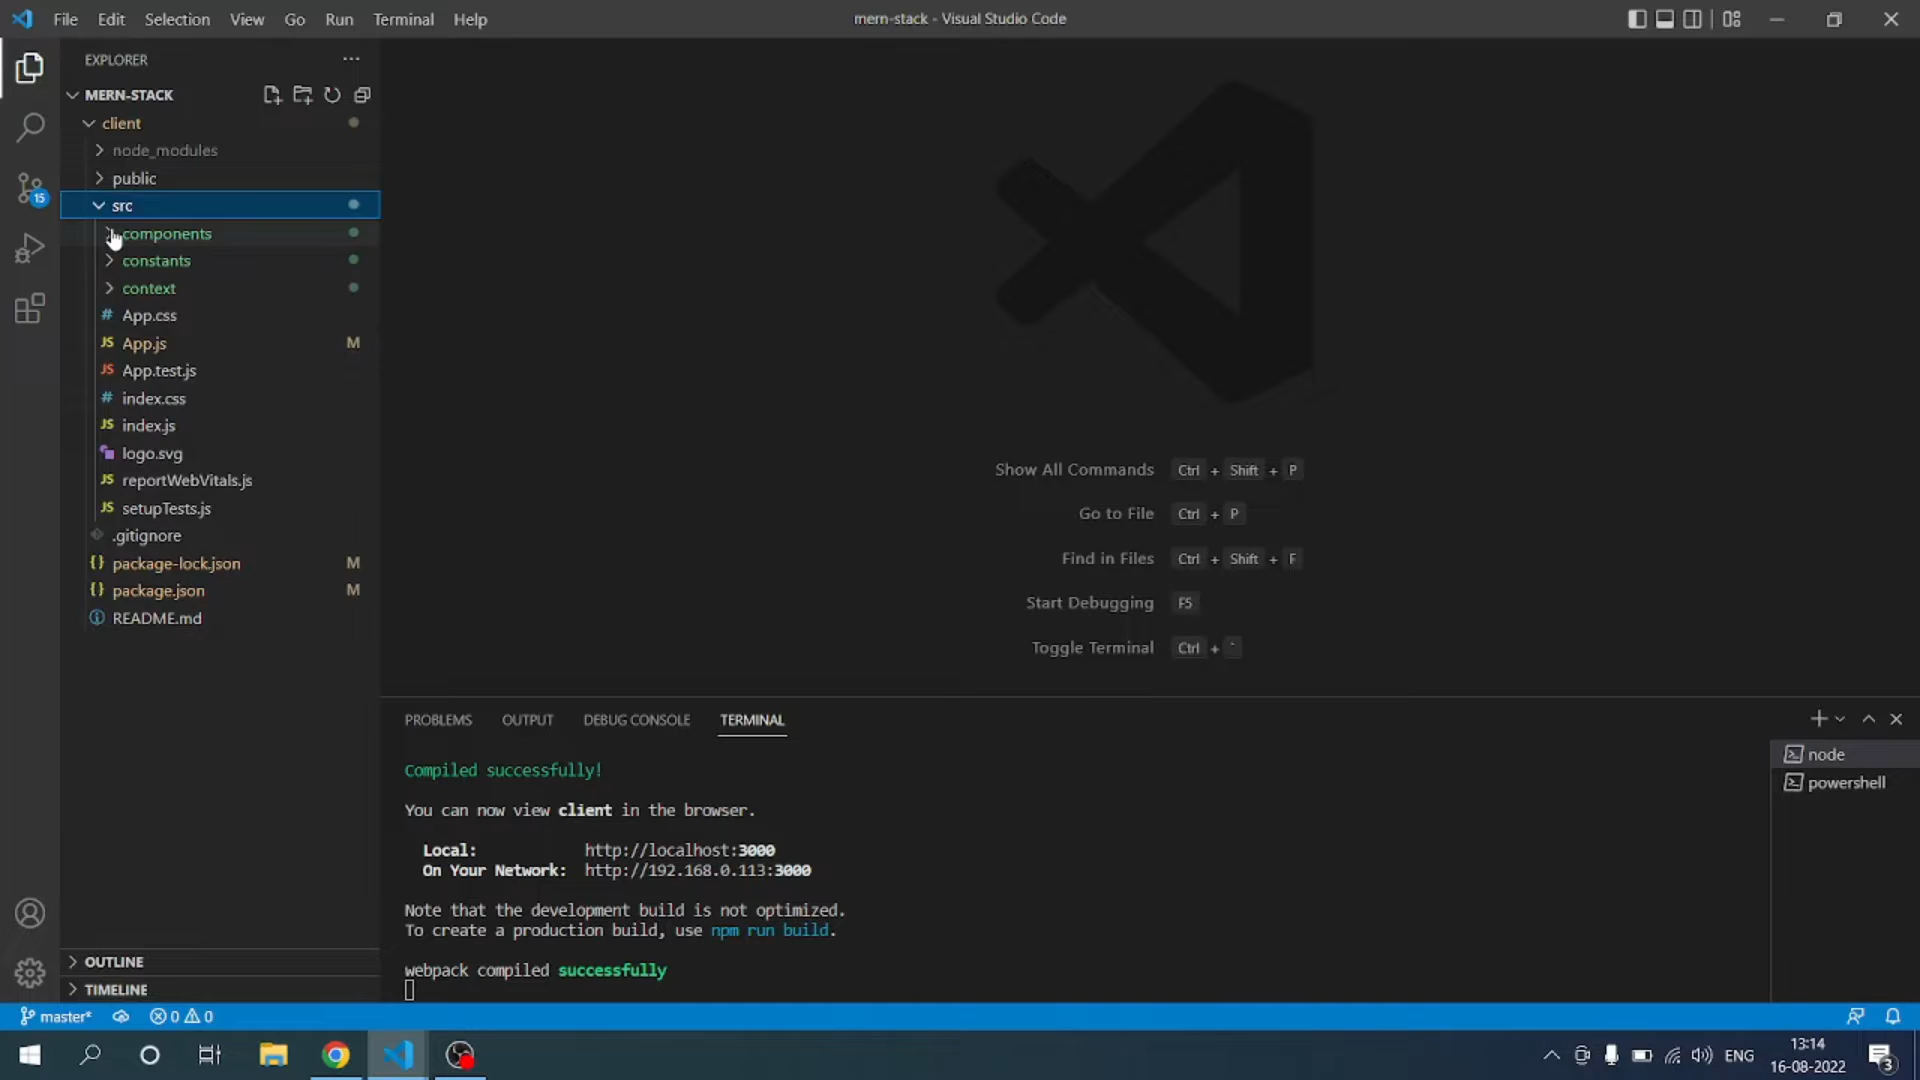 File Edit Selection View Go Run Terminal Help
mern-stack - Visual Studio Code
EXPLORER
MERN-STACK
client
node_modules
public
src
components
constants
context
App.css
App.js M
App.test.js
index.css
index.js
logo.svg
reportWebVitals.js
setupTests.js
.gitignore
package-lock.json M
package.json M
README.md
15
Show All Commands Ctrl + Shift + P
Go to File Ctrl + P
Find in Files Ctrl + Shift + F
Start Debugging F5
Toggle Terminal Ctrl + `
PROBLEMS OUTPUT DEBUG CONSOLE TERMINAL
node
powershell
Compiled successfully!
You can now view client in the browser.
Local: http://localhost:3000
On Your Network: http://192.168.0.113:3000
Note that the development build is not optimized.
To create a production build, use npm run build.
webpack compiled successfully
OUTLINE
TIMELINE
master* 0 0
ENG
13:14
16-08-2022
3